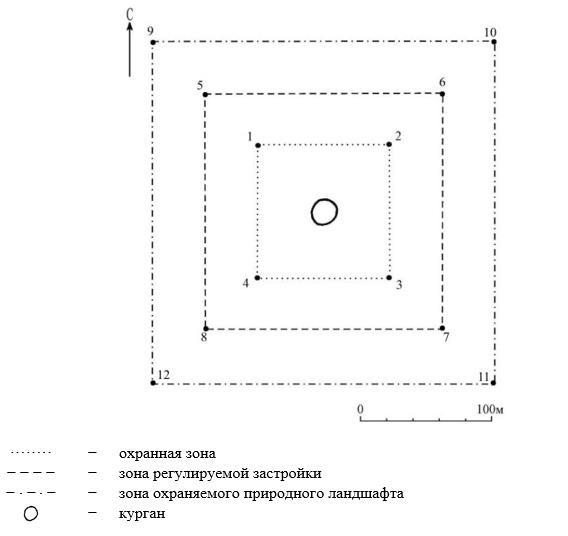 С
9
10
5
6
1
2
4
3
8
7
12
11
0 100м
– охранная зона
– зона регулируемой застройки
– зона охраняемого природного ландшафта
– курган